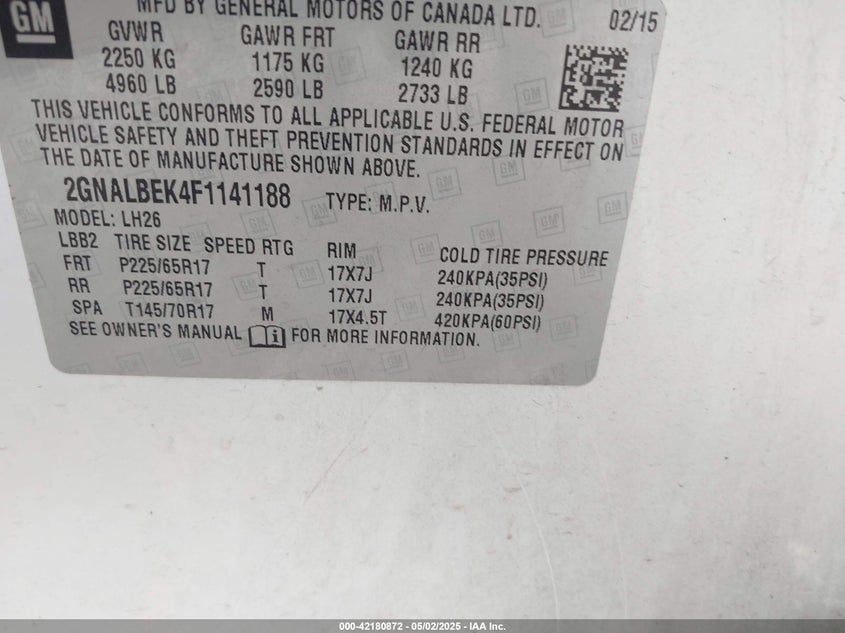 GM
MFD BY GENERAL MOTORS OF CANADA LTD. 02/15
GVWR GAWR FRT GAWR RR
2250 KG 1175 KG 1240 KG
4960 LB 2590 LB 2733 LB
THIS VEHICLE CONFORMS TO ALL APPLICABLE U.S. FEDERAL MOTOR
VEHICLE SAFETY AND THEFT PREVENTION STANDARDS IN EFFECT ON
THE DATE OF MANUFACTURE SHOWN ABOVE.
2GNALBEK4F1141188 TYPE: M.P.V.
MODEL: LH26
LBB2 TIRE SIZE SPEED RTG RIM COLD TIRE PRESSURE
FRT P225/65R17 T 17X7J 240KPA(35PSI)
RR P225/65R17 T 17X7J 240KPA(35PSI)
SPA T145/70R17 M 17X4.5T 420KPA(60PSI)
SEE OWNER'S MANUAL FOR MORE INFORMATION.
000-42180872 - 05/02/2025 - IAA Inc.